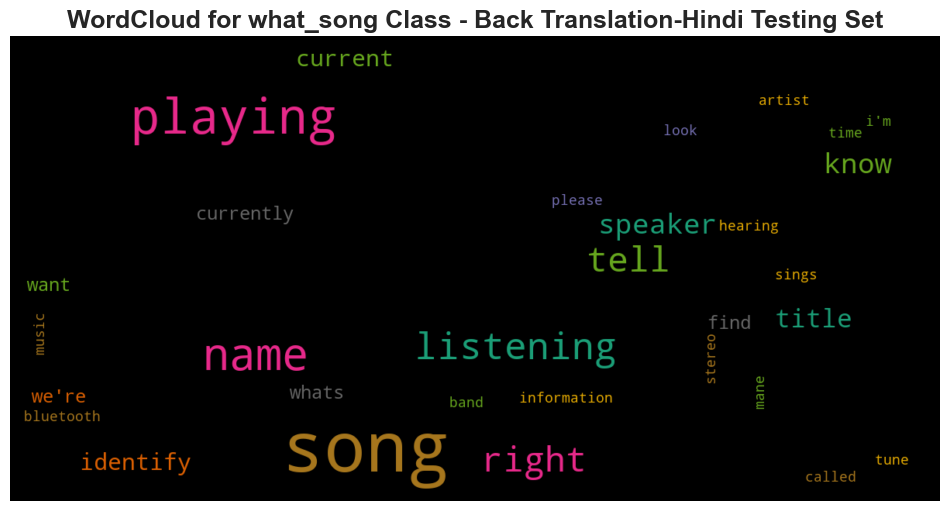 WordCloud for what_song Class - Back Translation-Hindi Testing Set
current
playing
artist
look
i'm
time
know
currently
please
speaker
hearing
tell
sings
want
music
listening
title
find
stereo
name
whats
we're
bluetooth
band
information
mane
song
right
identify
tune
called